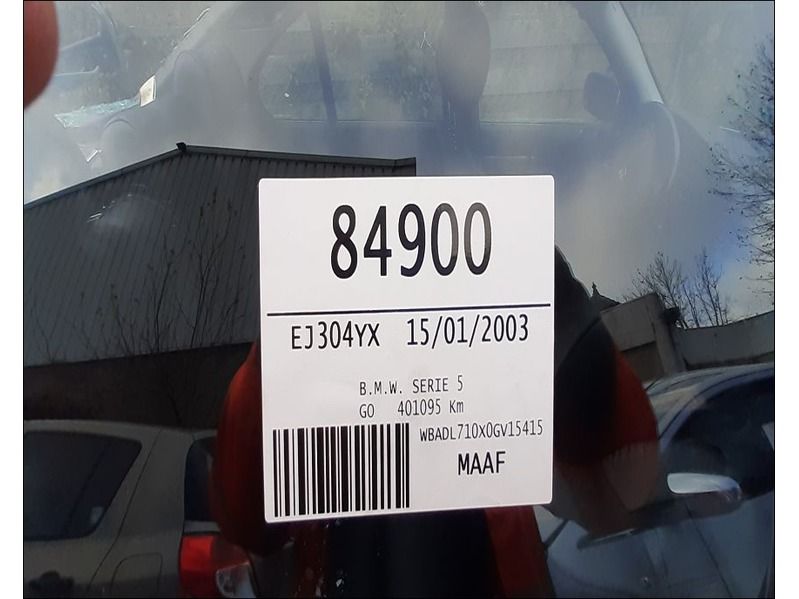 84900
EJ304YX 15/01/2003
B.M.W. SERIE 5
GO 401095 Km
WBADL710X0GV15415
MAAF